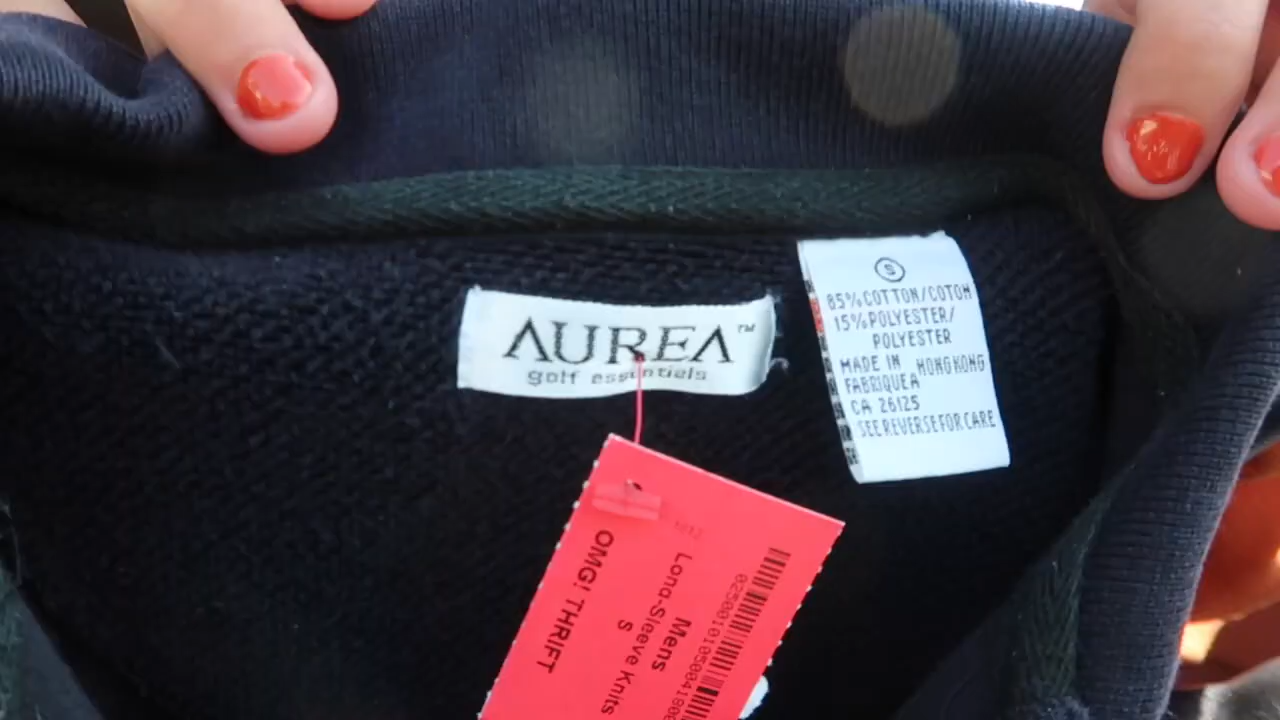 AUREA™
golf essentials
S
85%COTTON/COTON
15%POLYESTER/
POLYESTER
MADE IN HONG KONG
FABRIQUE A
CA 26125
SEE REVERSE FOR CARE
OMG! THRIFT
Long-Sleeve Knits
S
Mens